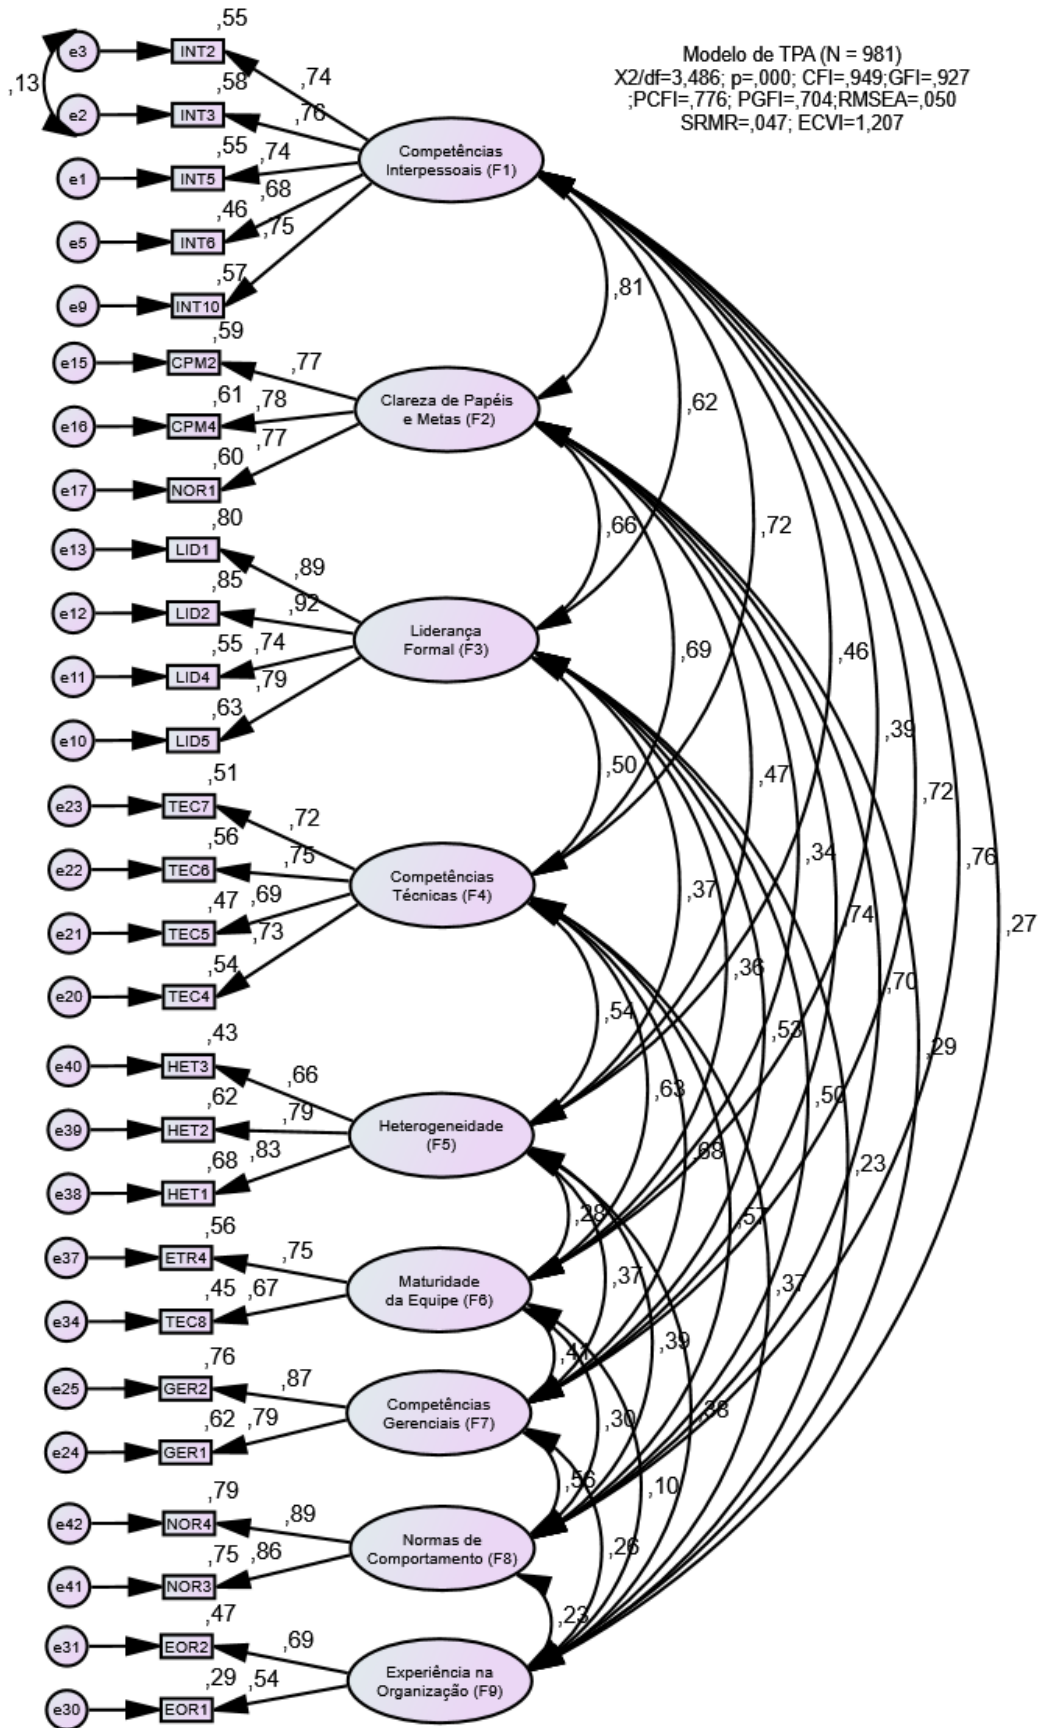 Modelo de TPA (N = 981)
X2/df=3,486; p=,000; CFI=,949;GFI=,927
;PCFI=,776; PGFI=,704;RMSEA=,050
SRMR=,047; ECVI=1,207
,13
,55
e3
INT2
,74
,58
e2
INT3
,76
,55
e1
INT5
,74
,46
e5
INT6
,68
,57
e9
INT10
,75
Competências
Interpessoais (F1)
,59
e15
CPM2
,77
,61
e16
CPM4
,78
,60
e17
NOR1
,77
Clareza de Papéis
e Metas (F2)
,80
e13
LID1
,89
,85
e12
LID2
,92
,55
e11
LID4
,74
,63
e10
LID5
,79
Liderança
Formal (F3)
,51
e23
TEC7
,72
,56
e22
TEC6
,75
,47
e21
TEC5
,69
,54
e20
TEC4
,73
Competências
Técnicas (F4)
,43
e40
HET3
,66
,62
e39
HET2
,79
,68
e38
HET1
,83
Heterogeneidade
(F5)
,56
e37
ETR4
,75
,45
e34
TEC8
,67
Maturidade
da Equipe (F6)
,76
e25
GER2
,87
,62
e24
GER1
,79
Competências
Gerenciais (F7)
,79
e42
NOR4
,89
,75
e41
NOR3
,86
Normas de
Comportamento (F8)
,47
e31
EOR2
,69
,29
e30
EOR1
,54
Experiência na
Organização (F9)
,81
,62
,66
,72
,69
,46
,50
,47
,39
,72
,34
,76
,37
,74
,27
,36
,70
,54
,53
,29
,63
,50
,68
,23
,28
,57
,37
,37
,41
,39
,30
,38
,56
,10
,26
,23